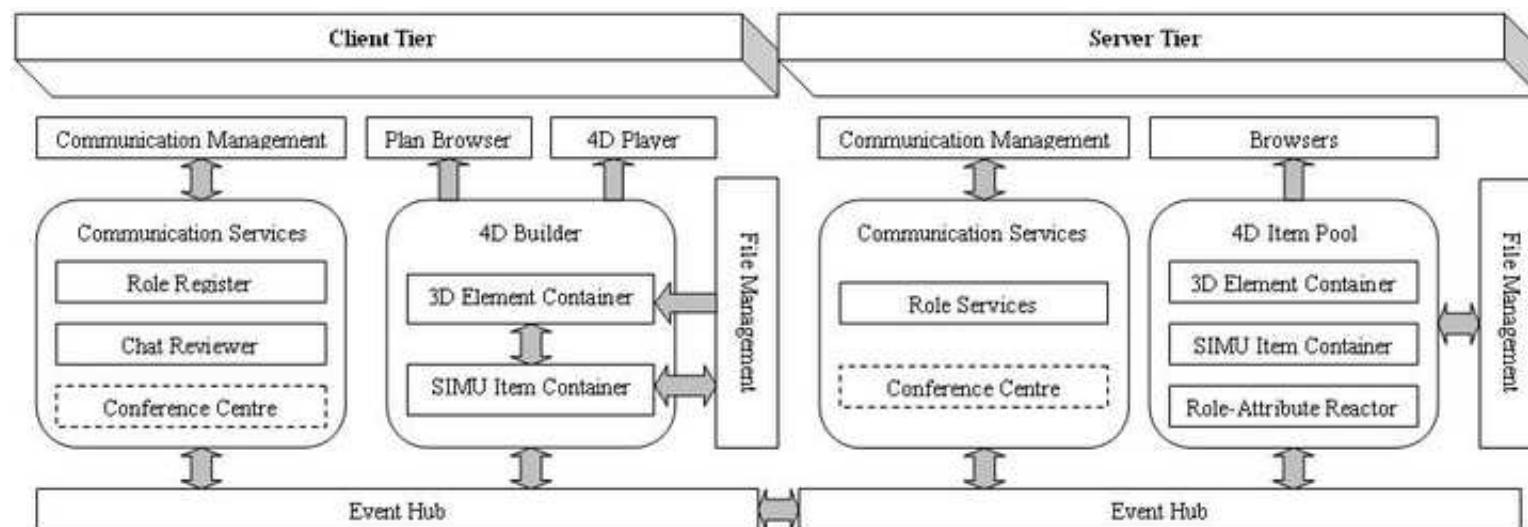 Client Tier
Server Tier
Communication Management
Plan Browser
4D Player
Communication Management
Browsers
Communication Services
Role Register
Chat Reviewer
Conference Centre
4D Builder
3D Element Container
SIMU Item Container
File Management
Communication Services
Role Services
Conference Centre
4D Item Pool
3D Element Container
SIMU Item Container
Role-Attribute Reactor
File Management
Event Hub
Event Hub